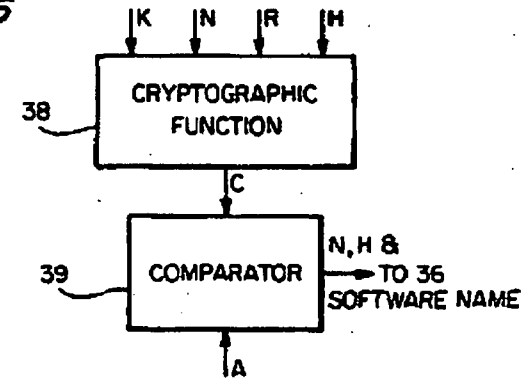 K N R H
38
CRYPTOGRAPHIC
FUNCTION
C
39
COMPARATOR
N, H &
TO 36
SOFTWARE NAME
A